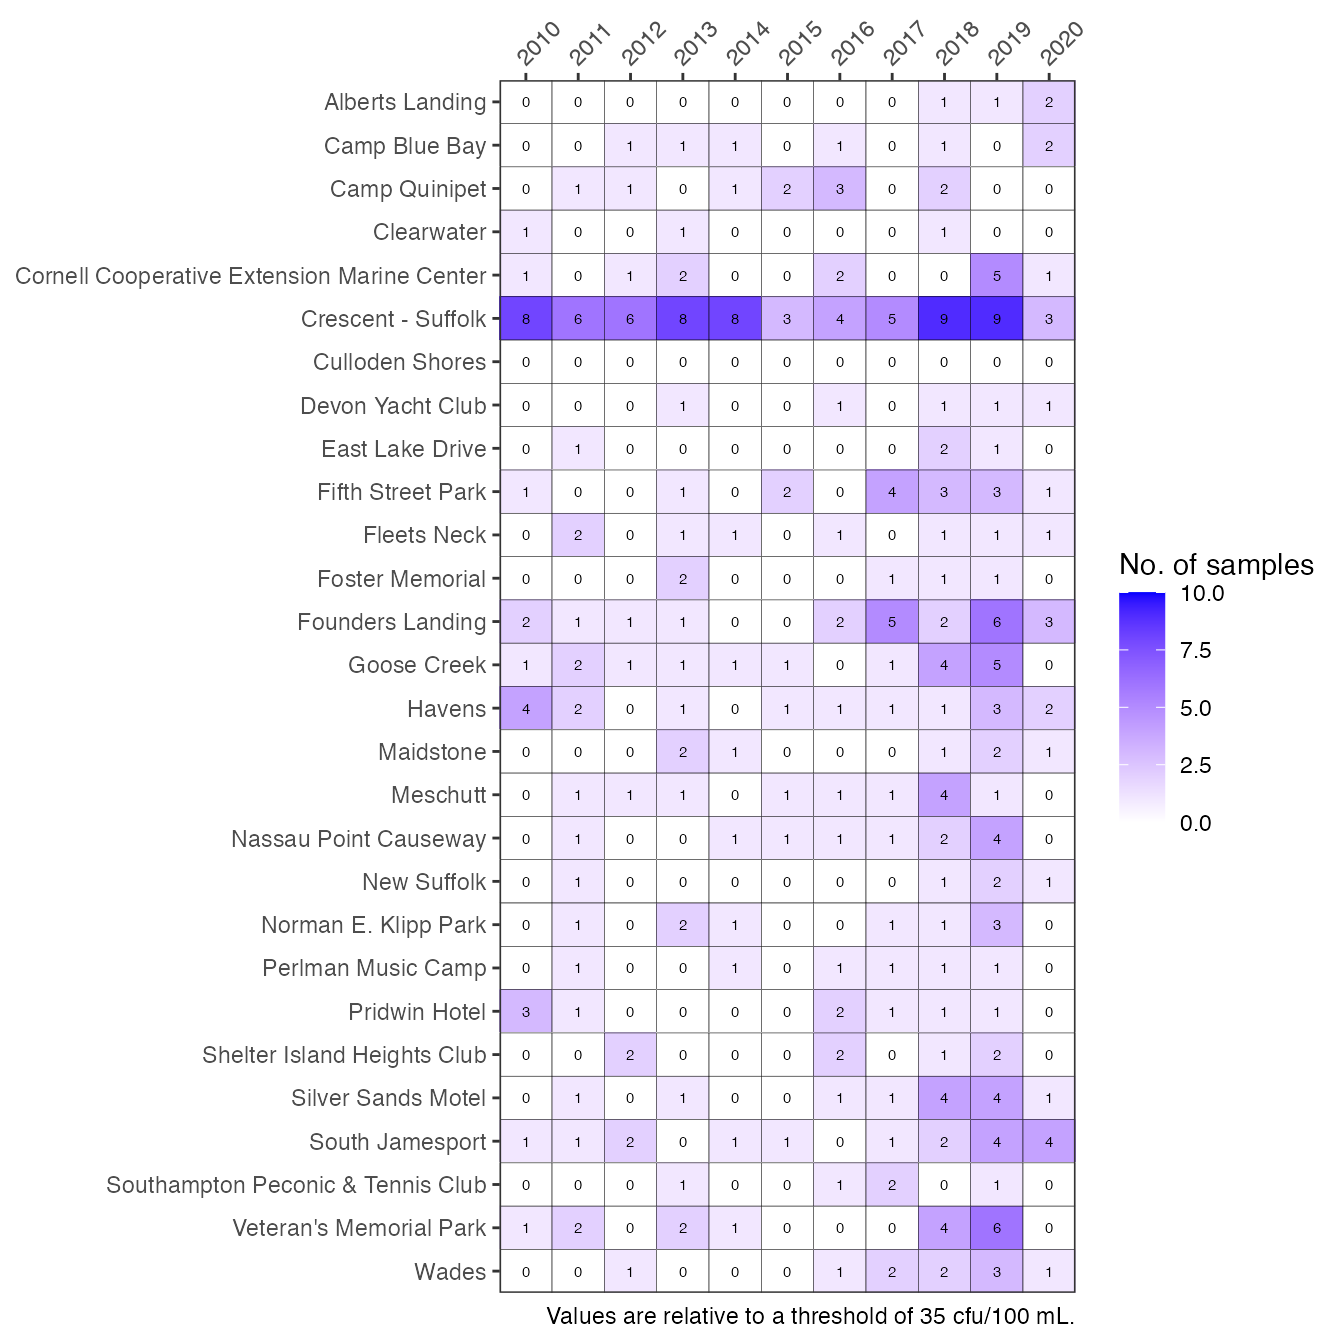 2010 2011 2012 2013 2014 2015 2016 2017 2018 2019 2020
Alberts Landing 0 0 0 0 0 0 0 0 1 1 2
Camp Blue Bay 0 0 1 1 1 0 1 0 1 0 2
Camp Quinipet 0 1 1 0 1 2 3 0 2 0 0
Clearwater 1 0 0 1 0 0 0 0 1 0 0
Cornell Cooperative Extension Marine Center 1 0 1 2 0 0 2 0 0 5 1
Crescent - Suffolk 8 6 6 8 8 3 4 5 9 9 3
Culloden Shores 0 0 0 0 0 0 0 0 0 0 0
Devon Yacht Club 0 0 0 1 0 0 1 0 1 1 1
East Lake Drive 0 1 0 0 0 0 0 0 2 1 0
Fifth Street Park 1 0 0 1 0 2 0 4 3 3 1
Fleets Neck 0 2 0 1 1 0 1 0 1 1 1
Foster Memorial 0 0 0 2 0 0 0 1 1 1 0
Founders Landing 2 1 1 1 0 0 2 5 2 6 3
Goose Creek 1 2 1 1 1 1 0 1 4 5 0
Havens 4 2 0 1 0 1 1 1 1 3 2
Maidstone 0 0 0 2 1 0 0 0 1 2 1
Meschutt 0 1 1 1 0 1 1 1 4 1 0
Nassau Point Causeway 0 1 0 0 1 1 1 1 2 4 0
New Suffolk 0 1 0 0 0 0 0 0 1 2 1
Norman E. Klipp Park 0 1 0 2 1 0 0 1 1 3 0
Perlman Music Camp 0 1 0 0 1 0 1 1 1 1 0
Pridwin Hotel 3 1 0 0 0 0 2 1 1 1 0
Shelter Island Heights Club 0 0 2 0 0 0 2 0 1 2 0
Silver Sands Motel 0 1 0 1 0 0 1 1 4 4 1
South Jamesport 1 1 2 0 1 1 0 1 2 4 4
Southampton Peconic & Tennis Club 0 0 0 1 0 0 1 2 0 1 0
Veteran's Memorial Park 1 2 0 2 1 0 0 0 4 6 0
Wades 0 0 1 0 0 0 1 2 2 3 1
Values are relative to a threshold of 35 cfu/100 mL.
No. of samples
10.0
7.5
5.0
2.5
0.0